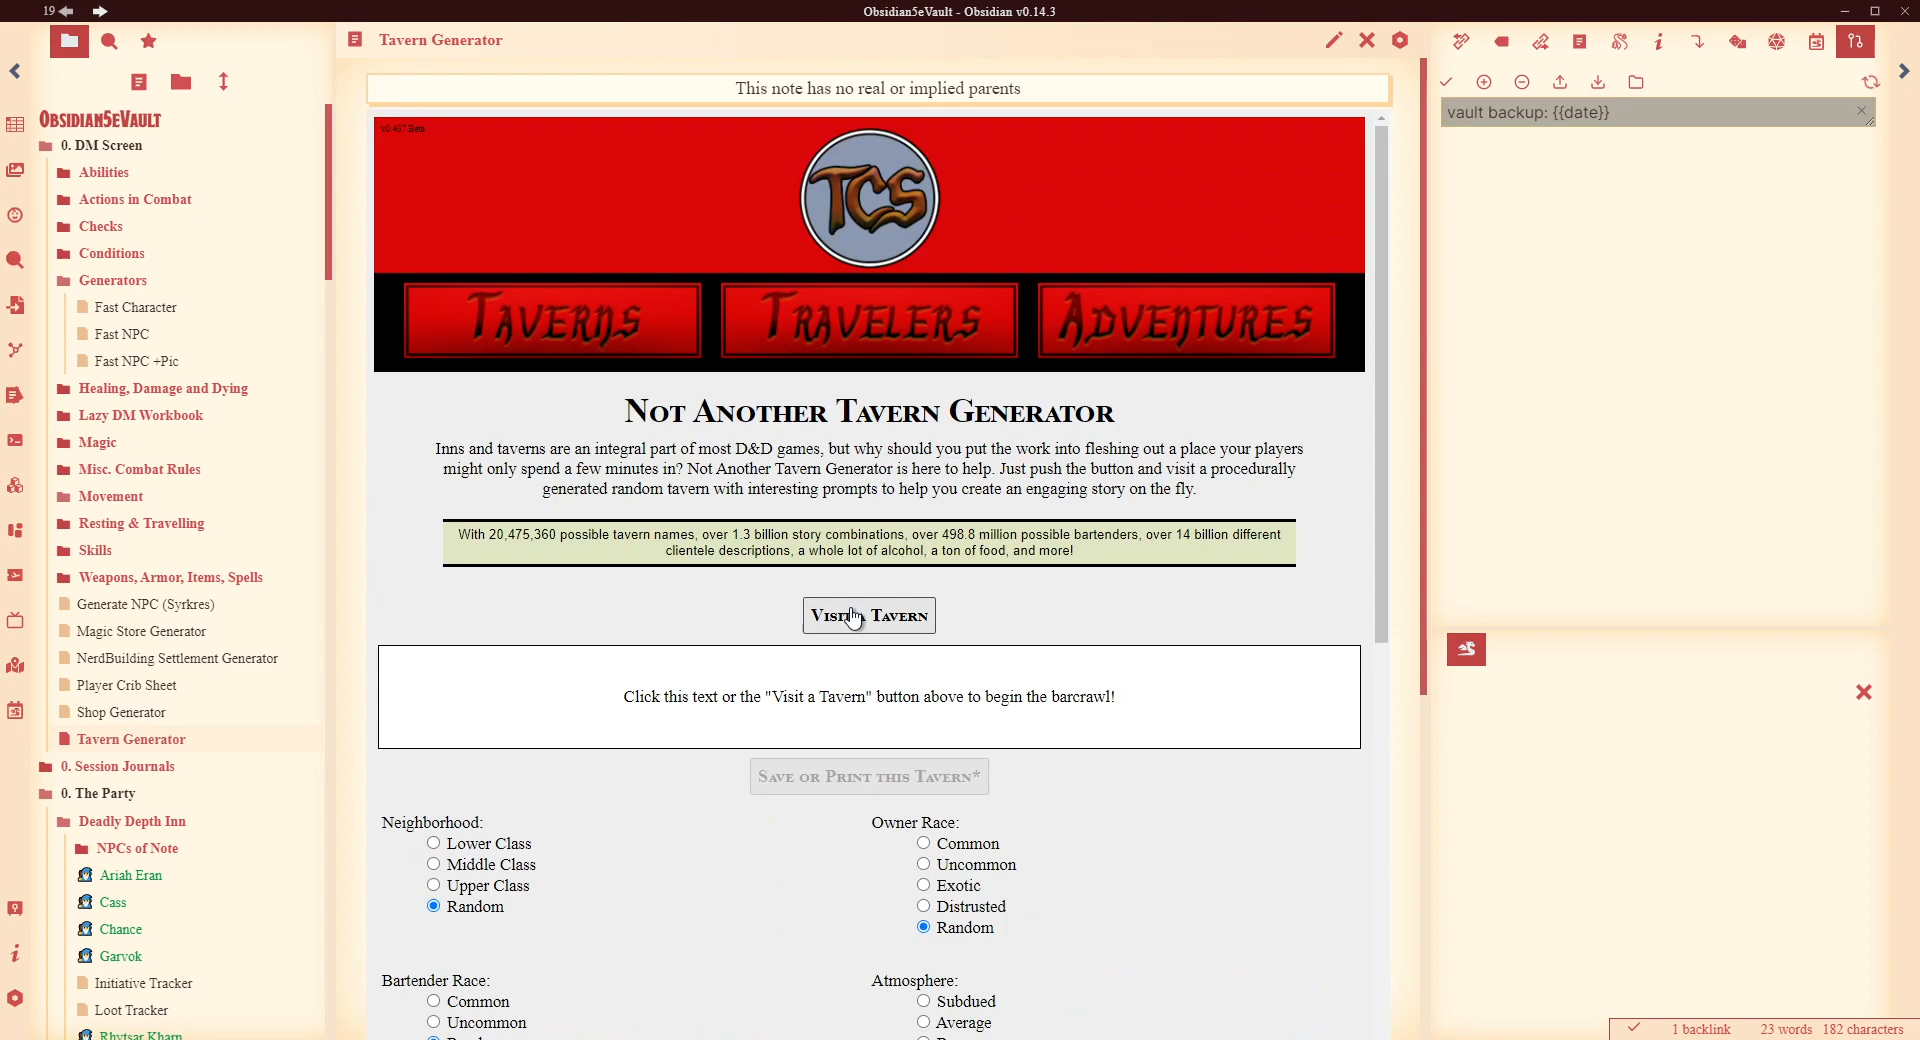 19
Obsidian5eVault - Obsidian v0.14.3
Tavern Generator
This note has no real or implied parents
vault backup: {{date}}
Obsidian5eVault
0. DM Screen
Abilities
Actions in Combat
Checks
Conditions
Generators
Fast Character
Fast NPC
Fast NPC +Pic
Healing, Damage and Dying
Lazy DM Workbook
Magic
Misc. Combat Rules
Movement
Resting & Travelling
Skills
Weapons, Armor, Items, Spells
Generate NPC (Syrkres)
Magic Store Generator
NerdBuilding Settlement Generator
Player Crib Sheet
Shop Generator
Tavern Generator
0. Session Journals
0. The Party
Deadly Depth Inn
NPCs of Note
Ariah Eran
Cass
Chance
Garvok
Initiative Tracker
Loot Tracker
Rhytsar Kharn
v0.457 Beta
TCS
Taverns
Travelers
Adventures
Not Another Tavern Generator
Inns and taverns are an integral part of most D&D games, but why should you put the work into fleshing out a place your players
might only spend a few minutes in? Not Another Tavern Generator is here to help. Just push the button and visit a procedurally
generated random tavern with interesting prompts to help you create an engaging story on the fly.
With 20,475,360 possible tavern names, over 1.3 billion story combinations, over 498.8 million possible bartenders, over 14 billion different
clientele descriptions, a whole lot of alcohol, a ton of food, and more!
Visit a Tavern
Click this text or the "Visit a Tavern" button above to begin the barcrawl!
Save or Print this Tavern*
Neighborhood:
Lower Class
Middle Class
Upper Class
Random
Owner Race:
Common
Uncommon
Exotic
Distrusted
Random
Bartender Race:
Common
Uncommon
Atmosphere:
Subdued
Average
1 backlink
23 words
182 characters